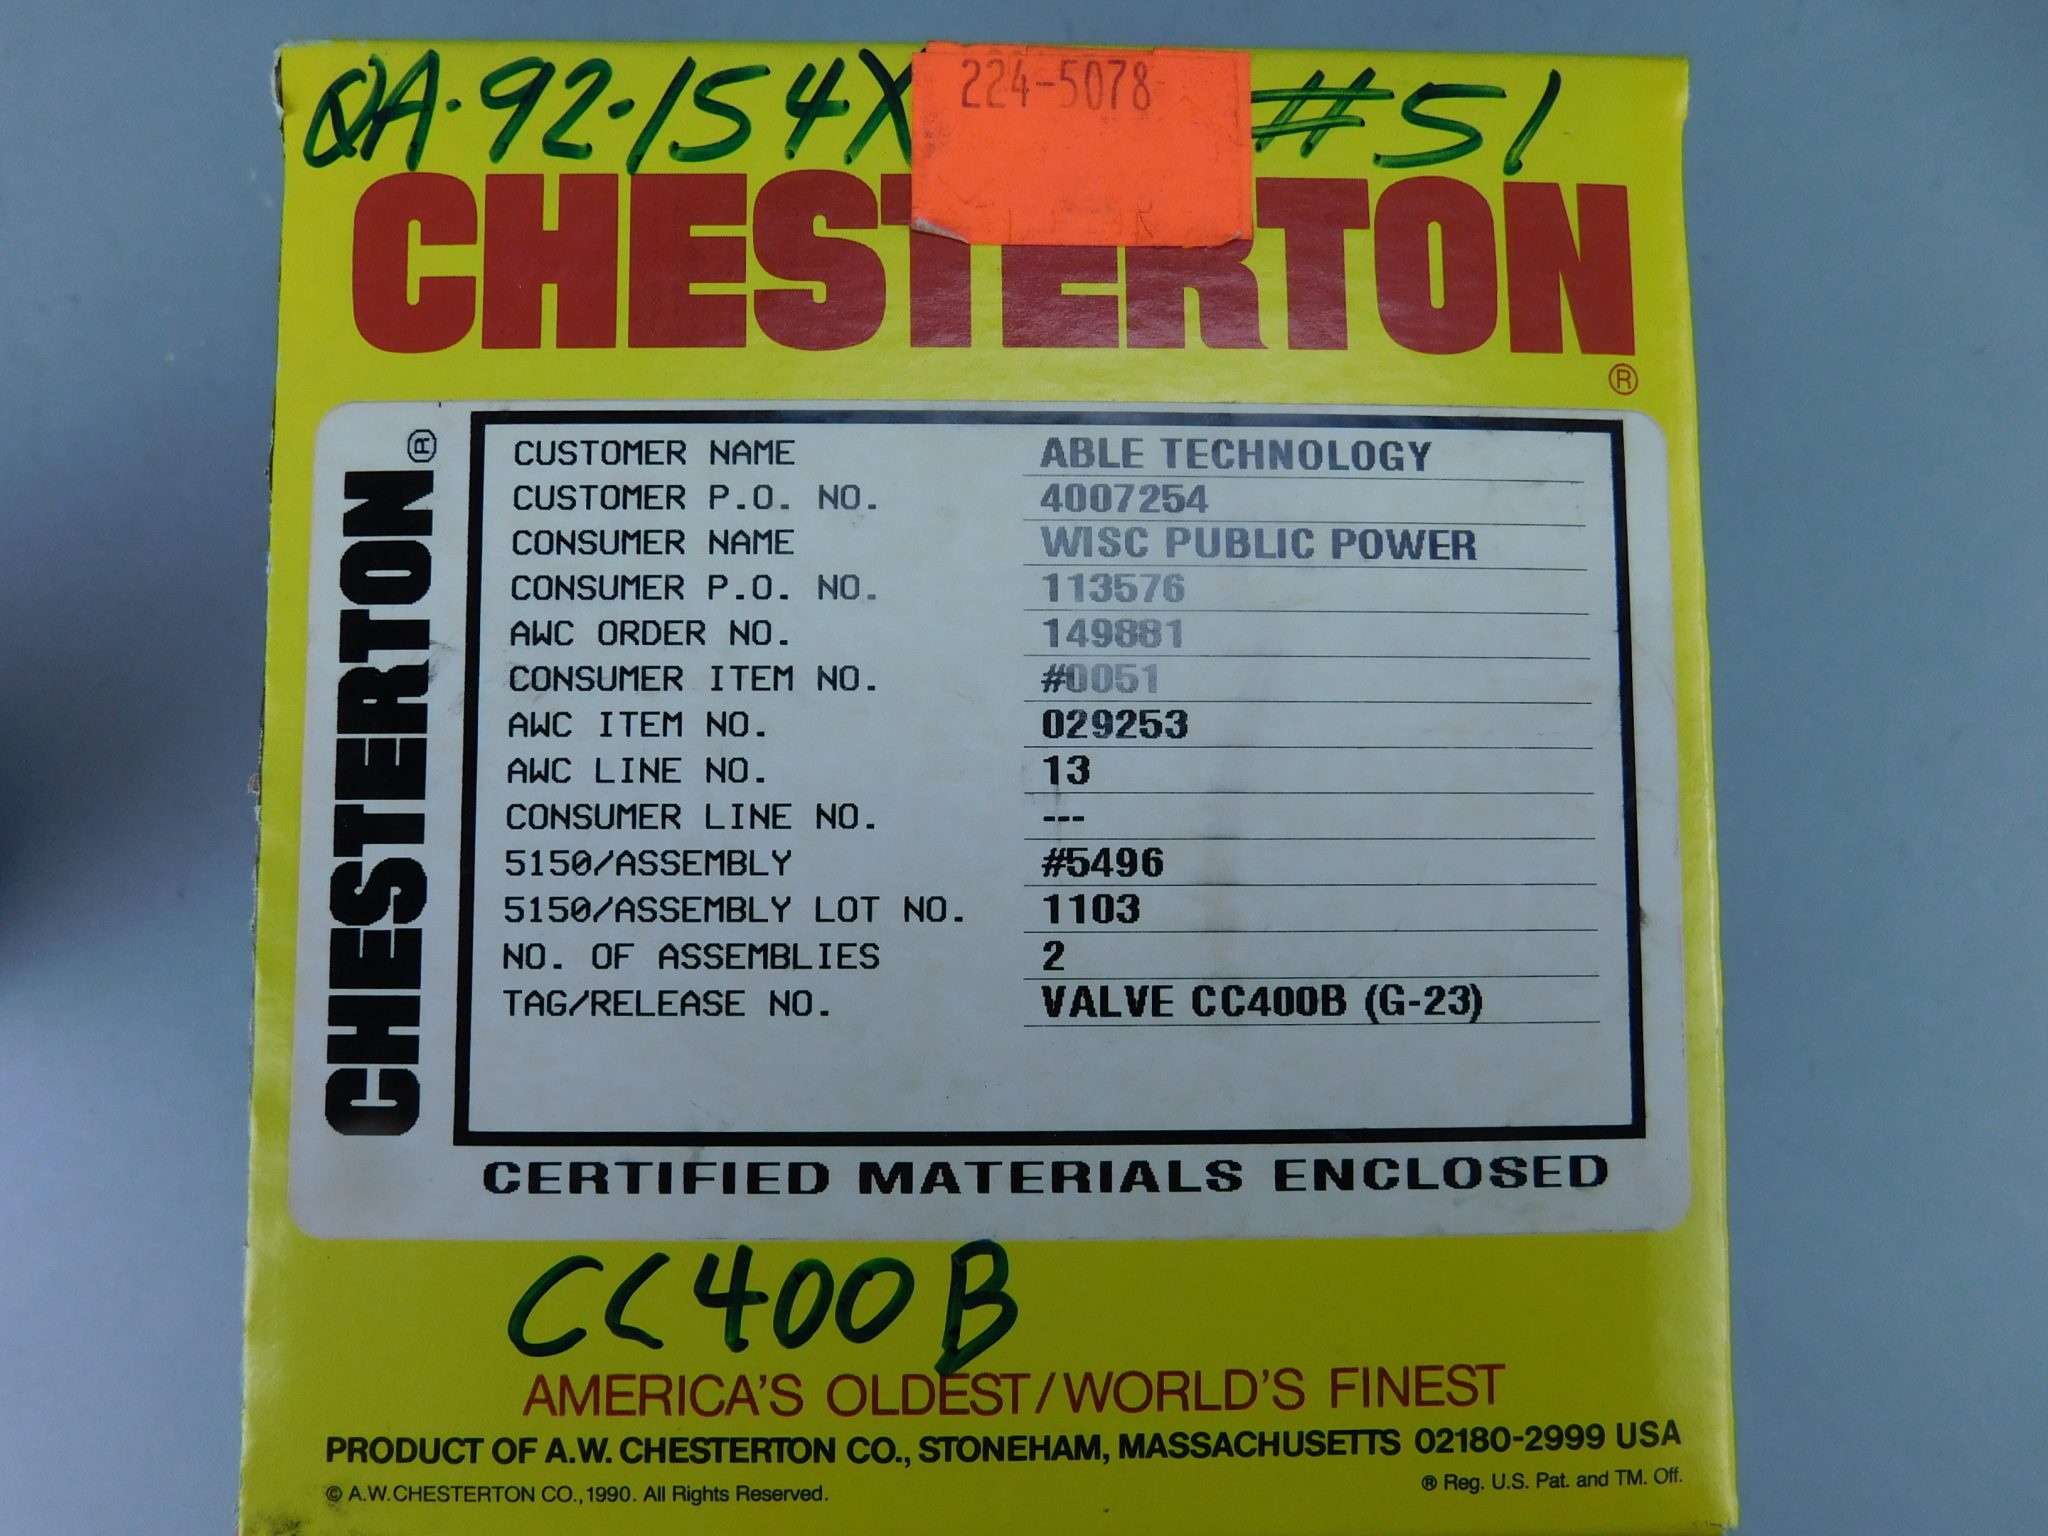 QA-92-154X #51
224-5078
CHESTERTON
®
CHESTERTON®
CUSTOMER NAME ABLE TECHNOLOGY
CUSTOMER P.O. NO. 4007254
CONSUMER NAME WISC PUBLIC POWER
CONSUMER P.O. NO. 113576
AWC ORDER NO. 149881
CONSUMER ITEM NO. #0051
AWC ITEM NO. 029253
AWC LINE NO. 13
CONSUMER LINE NO. ---
5150/ASSEMBLY #5496
5150/ASSEMBLY LOT NO. 1103
NO. OF ASSEMBLIES 2
TAG/RELEASE NO. VALVE CC400B (G-23)
CERTIFIED MATERIALS ENCLOSED
CC400B
AMERICA'S OLDEST/WORLD'S FINEST
PRODUCT OF A.W. CHESTERTON CO., STONEHAM, MASSACHUSETTS 02180-2999 USA
© A.W. CHESTERTON CO., 1990. All Rights Reserved.
® Reg. U.S. Pat. and TM. Off.